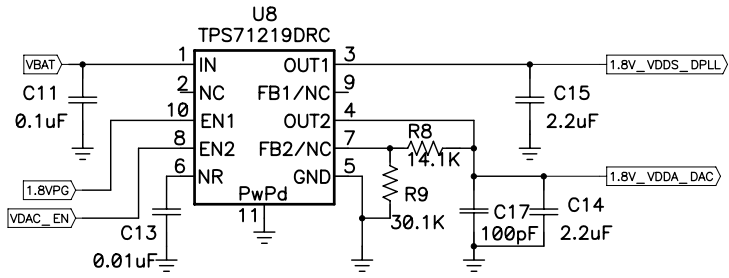 U8
TPS71219DRC
VBAT
1
IN
OUT1
3
1.8V_VDDS_DPLL
C11
0.1uF
2
NC
FB1/NC
9
C15
2.2uF
10
EN1
OUT2
4
8
EN2
FB2/NC
7
R8
14.1K
6
NR
GND
5
1.8V_VDDA_DAC
1.8VPG
PwPd
11
R9
30.1K
VDAC_EN
C13
0.01uF
C17
100pF
C14
2.2uF